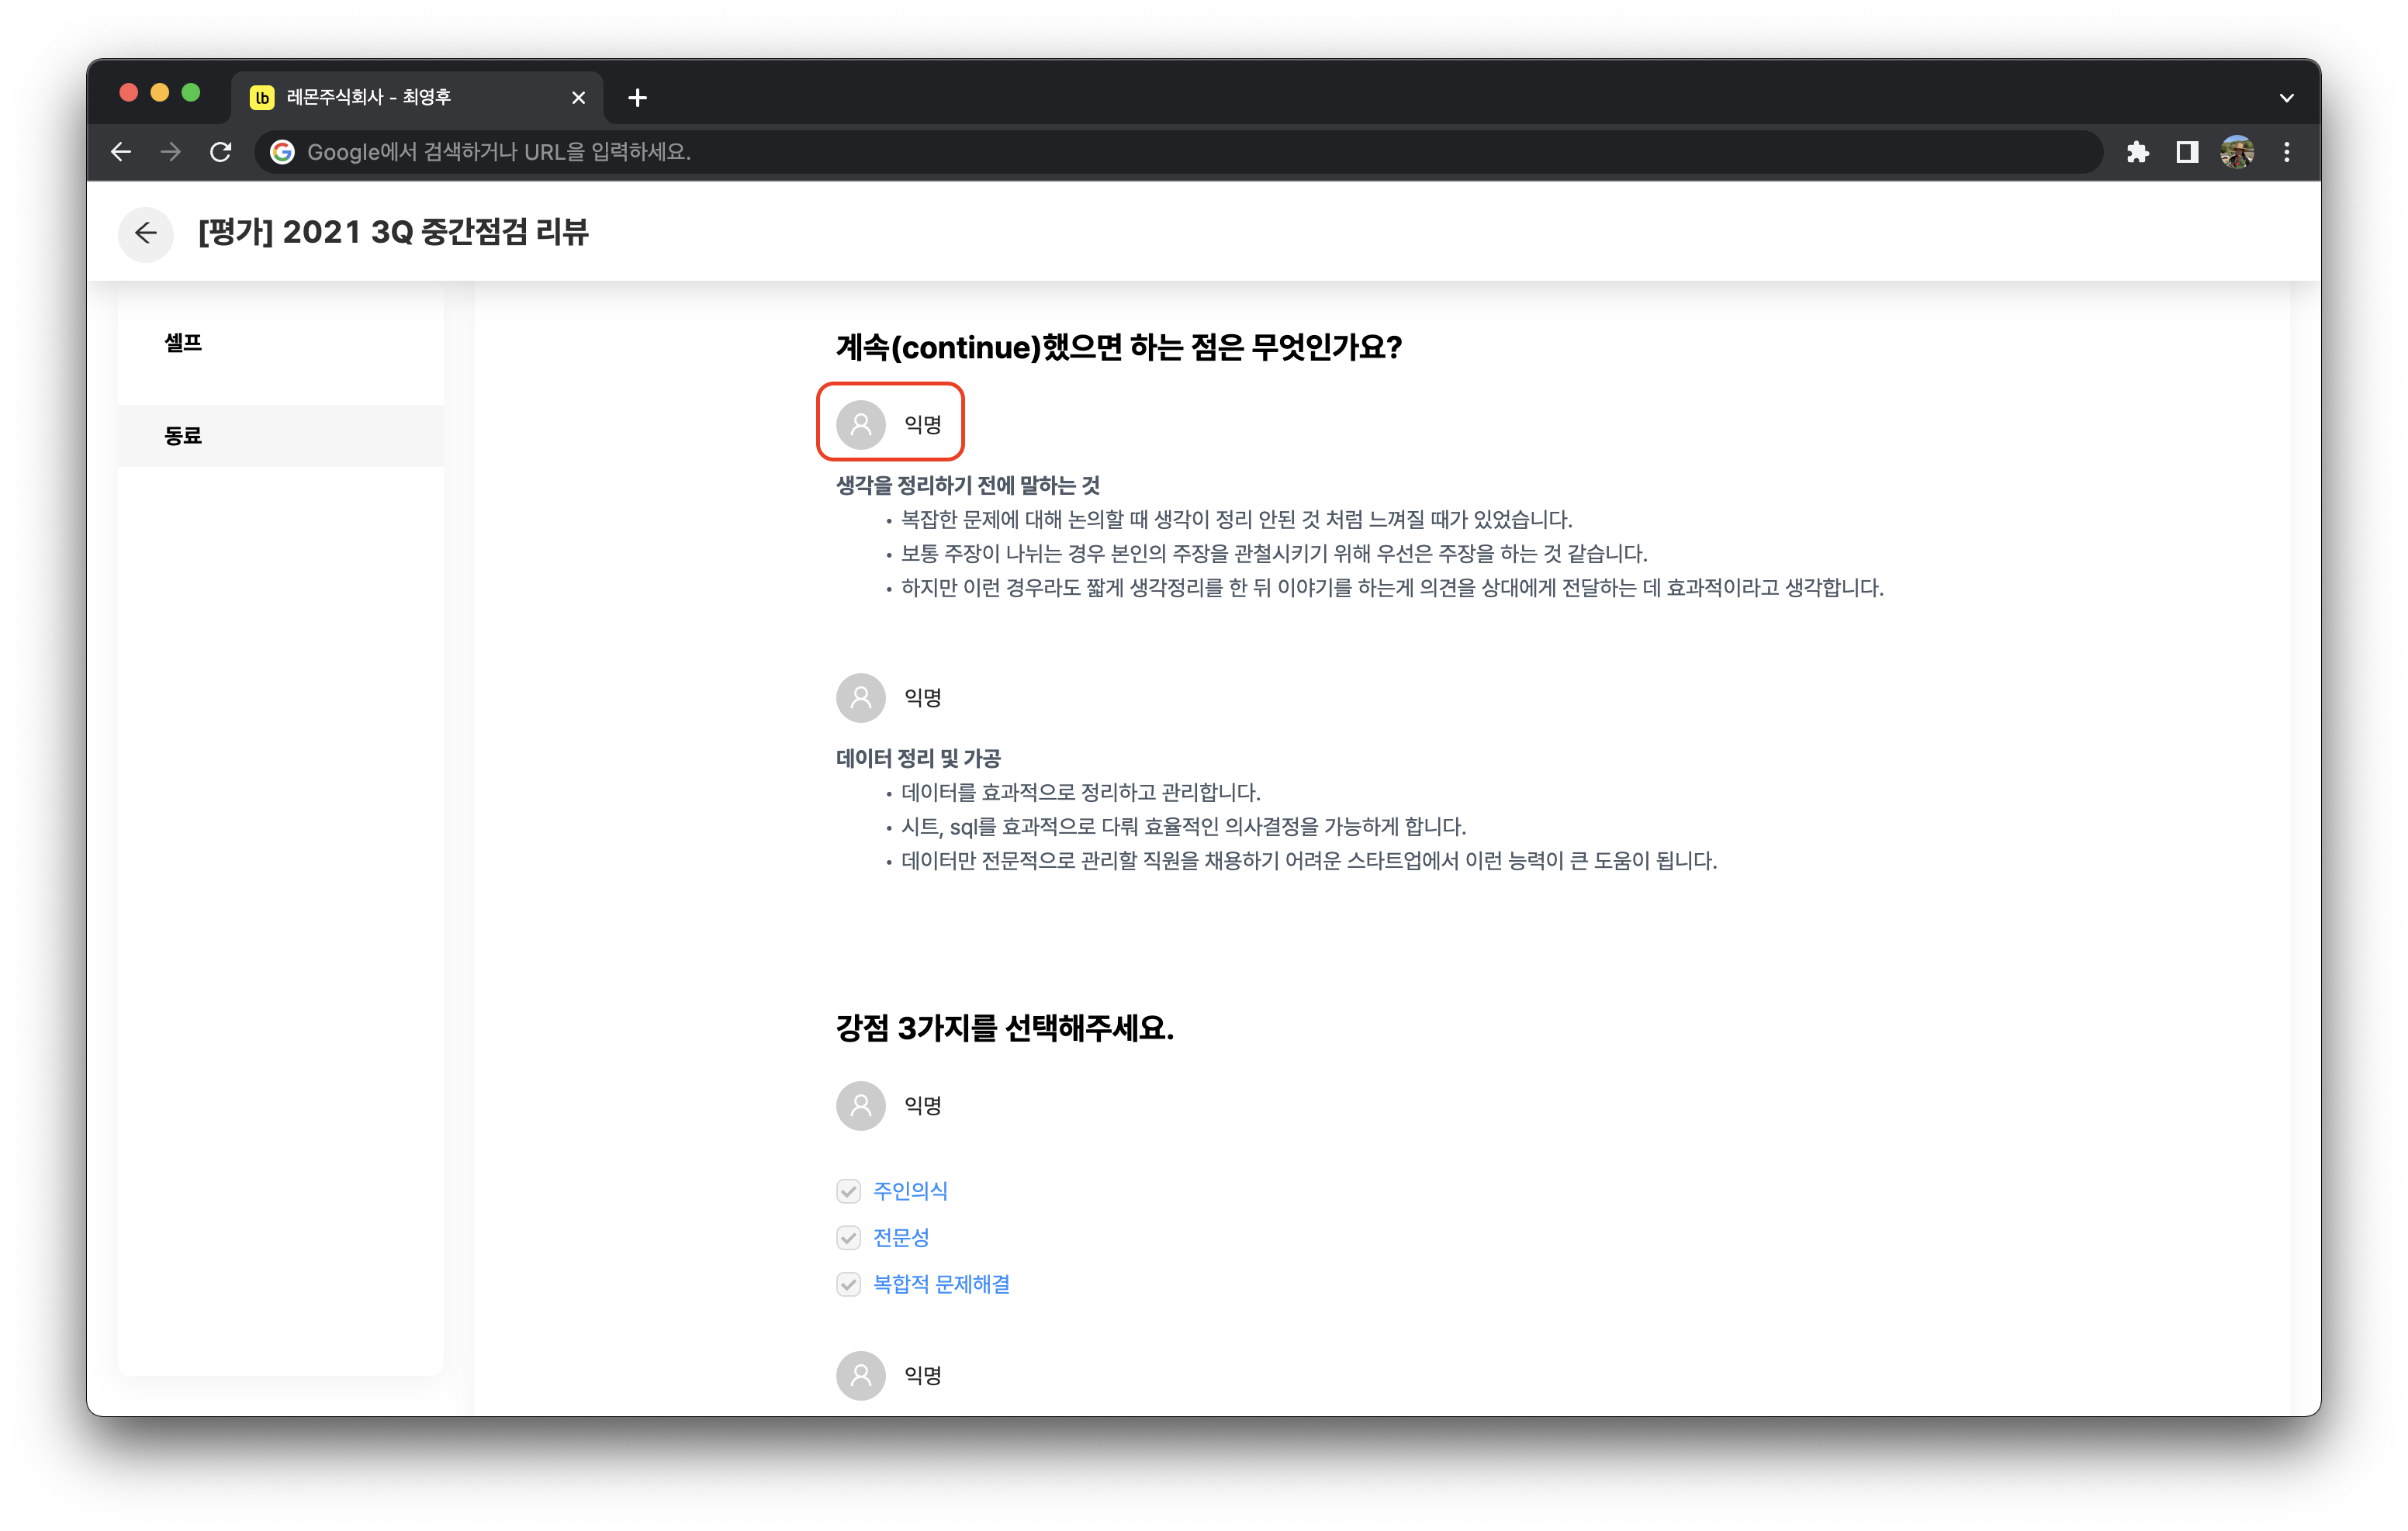 lb 레몬주식회사 - 최영후
Google에서 검색하거나 URL을 입력하세요.
[평가] 2021 3Q 중간점검 리뷰
셀프
동료
계속(continue)했으면 하는 점은 무엇인가요?
익명
생각을 정리하기 전에 말하는 것
• 복잡한 문제에 대해 논의할 때 생각이 정리 안된 것 처럼 느껴질 때가 있었습니다.
• 보통 주장이 나뉘는 경우 본인의 주장을 관철시키기 위해 우선은 주장을 하는 것 같습니다.
• 하지만 이런 경우라도 짧게 생각정리를 한 뒤 이야기를 하는게 의견을 상대에게 전달하는 데 효과적이라고 생각합니다.
익명
데이터 정리 및 가공
• 데이터를 효과적으로 정리하고 관리합니다.
• 시트, sql를 효과적으로 다뤄 효율적인 의사결정을 가능하게 합니다.
• 데이터만 전문적으로 관리할 직원을 채용하기 어려운 스타트업에서 이런 능력이 큰 도움이 됩니다.
강점 3가지를 선택해주세요.
익명
주인의식
전문성
복합적 문제해결
익명